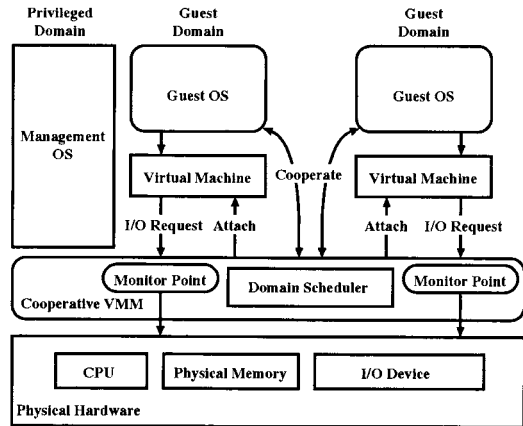 Privileged
Domain
Guest
Domain
Guest
Domain
Management
OS
Guest OS
Guest OS
Virtual Machine
Cooperate
Virtual Machine
I/O Request
Attach
Attach
I/O Request
Monitor Point
Domain Scheduler
Monitor Point
Cooperative VMM
CPU
Physical Memory
I/O Device
Physical Hardware